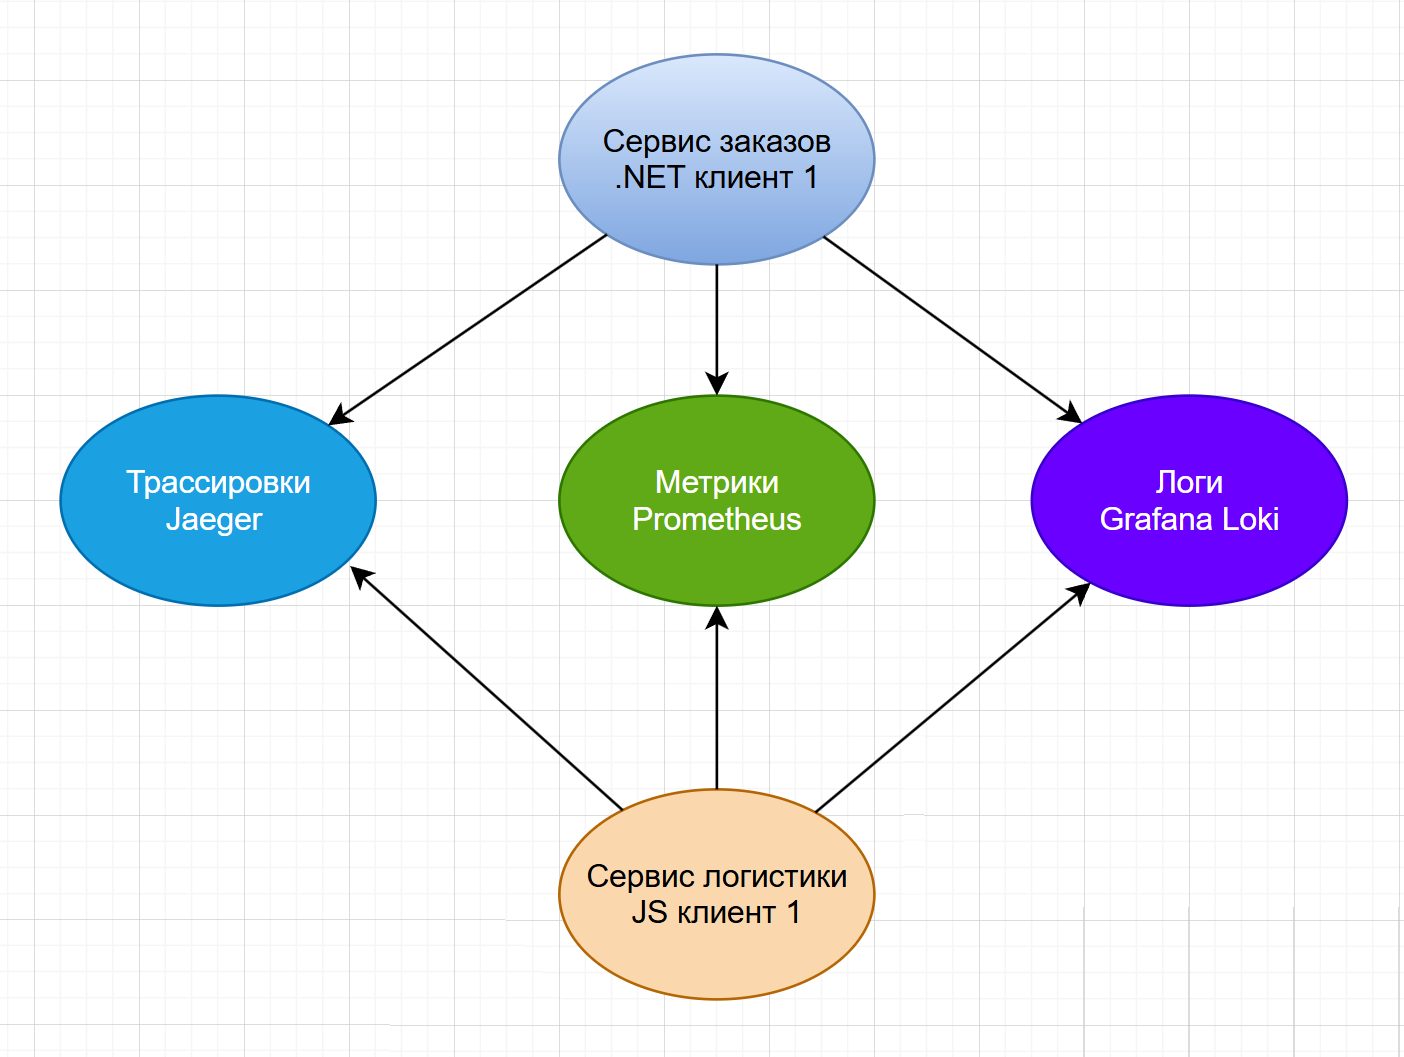 Сервис заказов
.NET клиент 1
Трассировки
Jaeger
Метрики
Prometheus
Логи
Grafana Loki
Сервис логистики
JS клиент 1